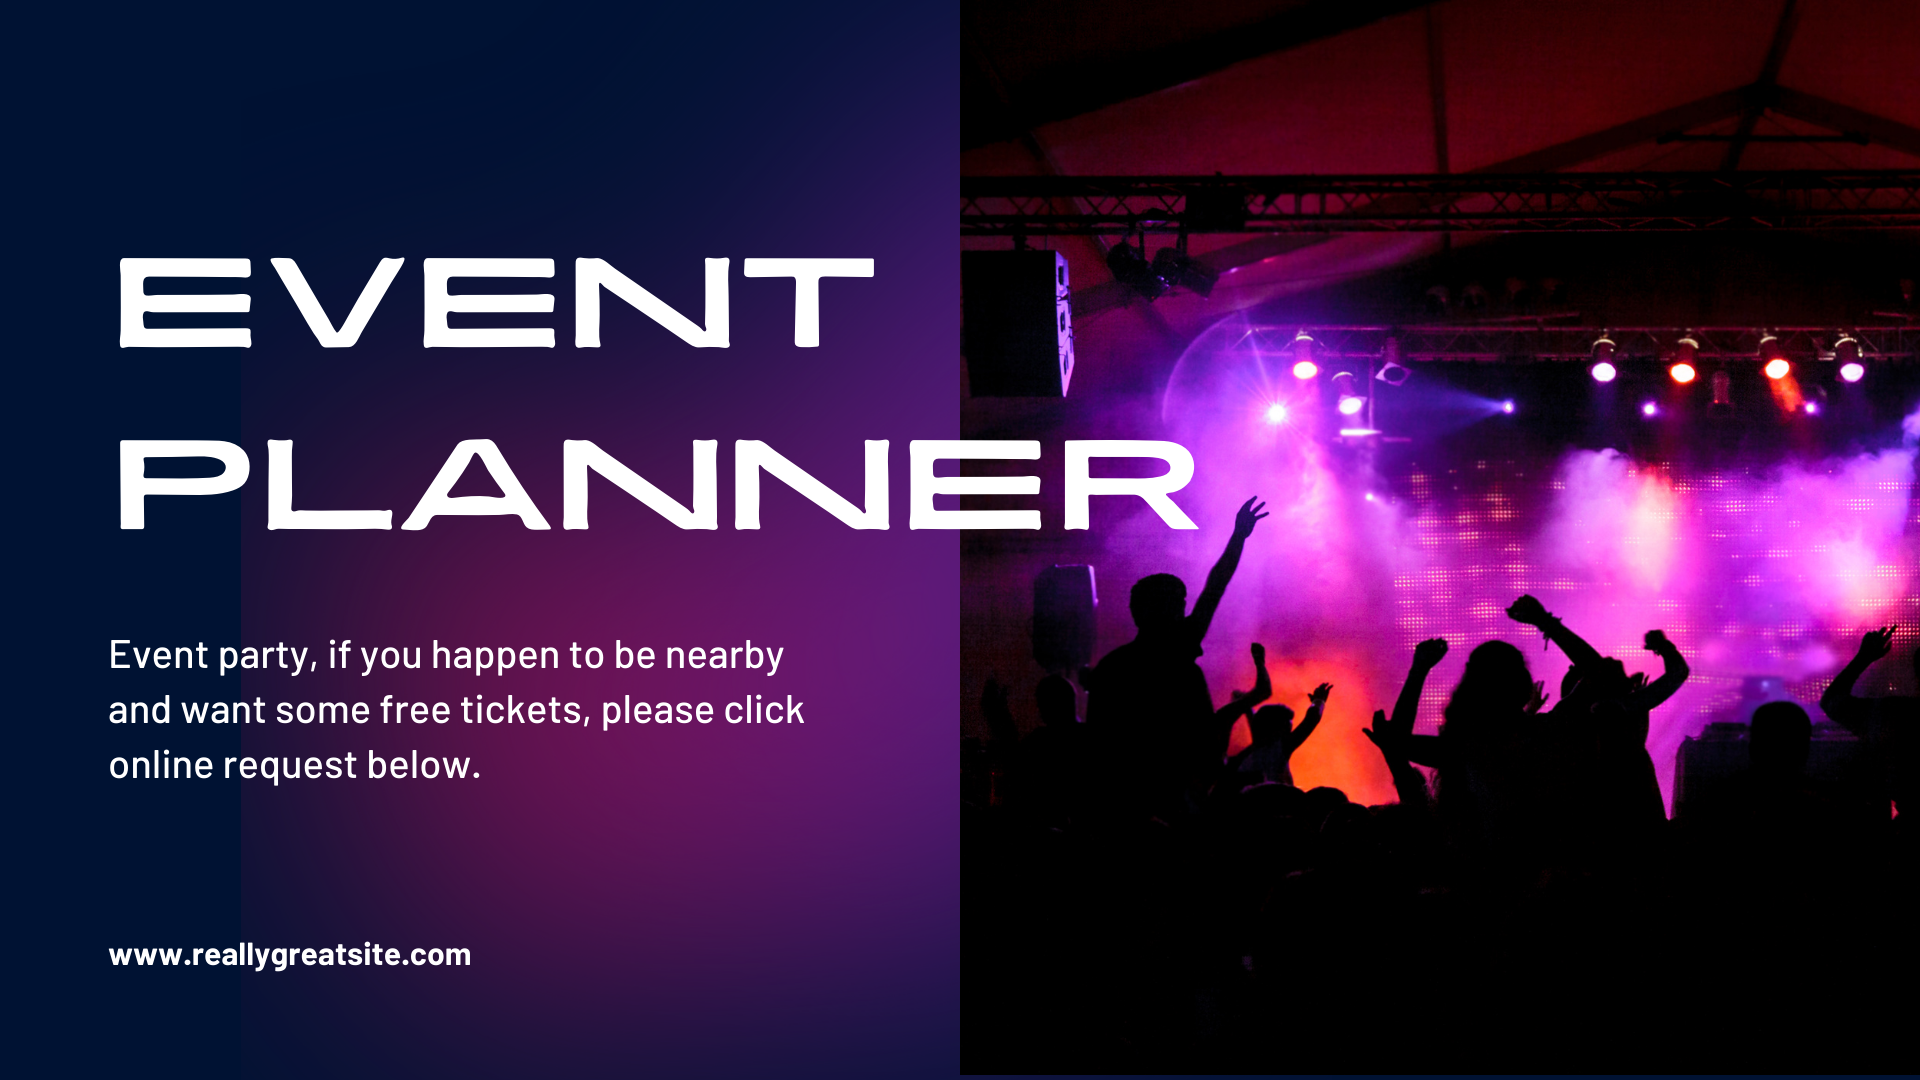 EVENT
PLANNER
Event party, if you happen to be nearby
and want some free tickets, please click
online request below.
www.reallygreatsite.com